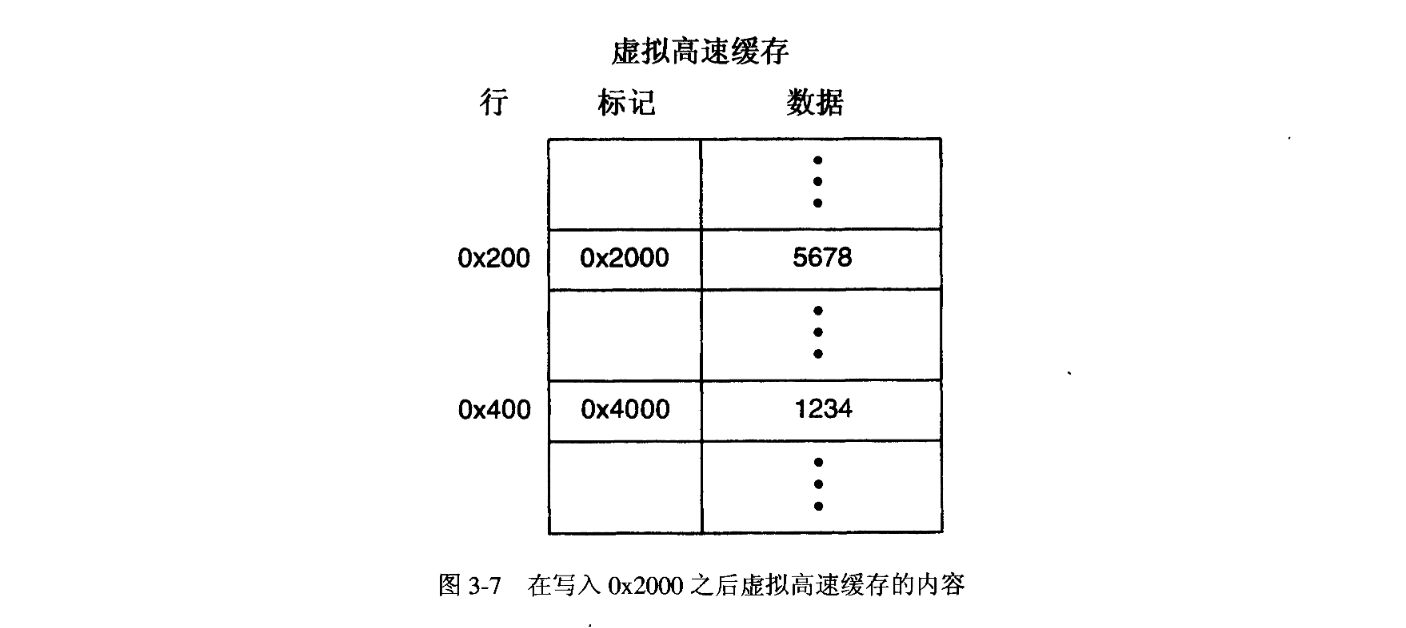 虚拟高速缓存
行 标记 数据
0x200 0x2000 5678
0x400 0x4000 1234
图 3-7 在写入 0x2000 之后虚拟高速缓存的内容